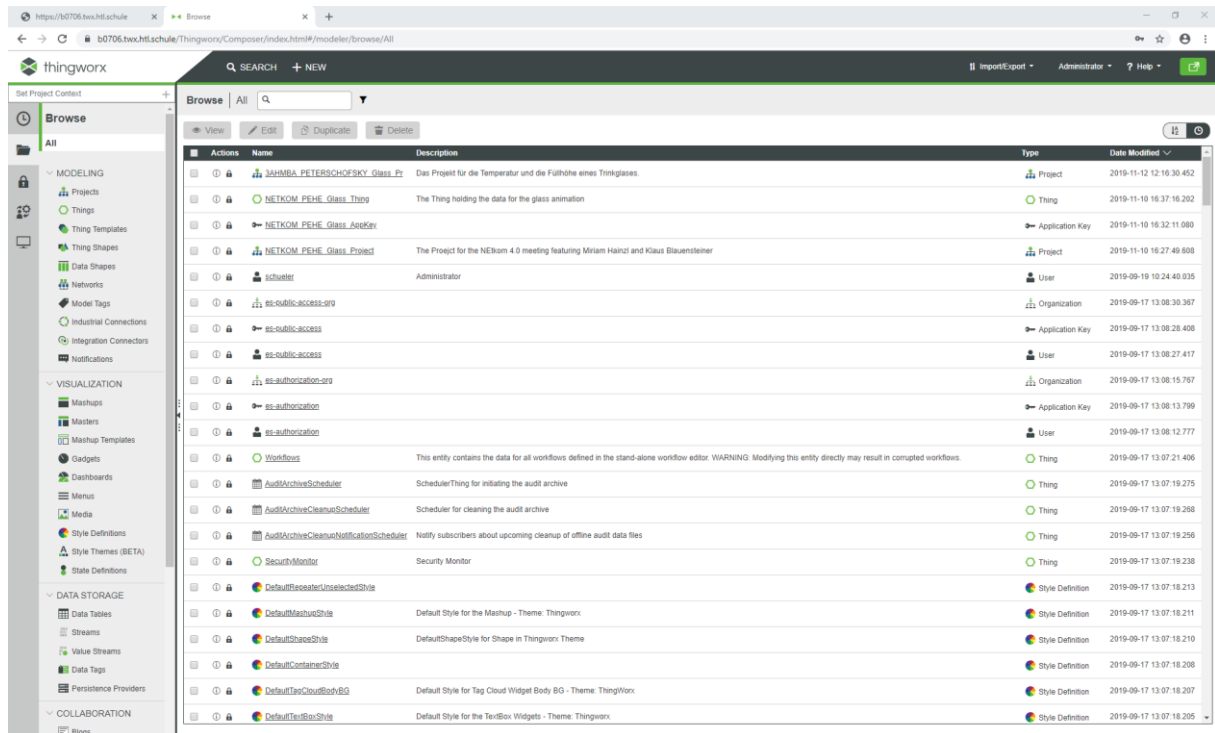 https://b0706.twx.htl.schule
Browse
b0706.twx.htl.schule/Thingworx/Composer/index.html#/modeler/browse/All
thingworx
SEARCH
NEW
Import/Export
Administrator
? Help
Set Project Context
Browse
All
MODELING
Projects
Things
Thing Templates
Thing Shapes
Data Shapes
Networks
Model Tags
Industrial Connections
Integration Connectors
Notifications
VISUALIZATION
Mashups
Masters
Mashup Templates
Gadgets
Dashboards
Menus
Media
Style Definitions
Style Themes (BETA)
State Definitions
DATA STORAGE
Data Tables
Streams
Value Streams
Data Tags
Persistence Providers
COLLABORATION
Blogs
Browse | All
View Edit Duplicate Delete
Actions Name Description Type Date Modified
3AHMBA_PETERSCHOFSKY_Glass_Pr Das Projekt für die Temperatur und die Füllhöhe eines Trinkglases. Project 2019-11-12 12:16:30.452
NETKOM_PEHE_Glass_Thing The Thing holding the data for the glass animation Thing 2019-11-10 16:37:16.202
NETKOM_PEHE_Glass_AppKey Application Key 2019-11-10 16:32:11.080
NETKOM_PEHE_Glass_Project The Proejct for the NEtkom 4.0 meeting featuring Miriam Hainzl and Klaus Blauensteiner Project 2019-11-10 16:27:49.608
schueler Administrator User 2019-09-19 10:24:40.035
es-public-access-org Organization 2019-09-17 13:08:30.367
es-public-access Application Key 2019-09-17 13:08:28.408
es-public-access User 2019-09-17 13:08:27.417
es-authorization-org Organization 2019-09-17 13:08:15.767
es-authorization Application Key 2019-09-17 13:08:13.799
es-authorization User 2019-09-17 13:08:12.777
Workflows This entity contains the data for all workflows defined in the stand-alone workflow editor. WARNING: Modifying this entity directly may result in corrupted workflows. Thing 2019-09-17 13:07:21.406
AuditArchiveScheduler SchedulerThing for initiating the audit archive Thing 2019-09-17 13:07:19.275
AuditArchiveCleanupScheduler Scheduler for cleaning the audit archive Thing 2019-09-17 13:07:19.268
AuditArchiveCleanupNotificationScheduler Notify subscribers about upcoming cleanup of offline audit data files Thing 2019-09-17 13:07:19.256
SecurityMonitor Security Monitor Thing 2019-09-17 13:07:19.238
DefaultRepeaterUnselectedStyle Style Definition 2019-09-17 13:07:18.213
DefaultMashupStyle Default Style for the Mashup - Theme: Thingworx Style Definition 2019-09-17 13:07:18.211
DefaultShapeStyle DefaultShapeStyle for Shape in Thingworx Theme Style Definition 2019-09-17 13:07:18.210
DefaultContainerStyle Style Definition 2019-09-17 13:07:18.208
DefaultTagCloudBodyBG Default Style for Tag Cloud Widget Body BG - Theme: ThingWorx Style Definition 2019-09-17 13:07:18.207
DefaultTextBoxStyle Default Style for the TextBox Widgets - Theme: Thingworx Style Definition 2019-09-17 13:07:18.205